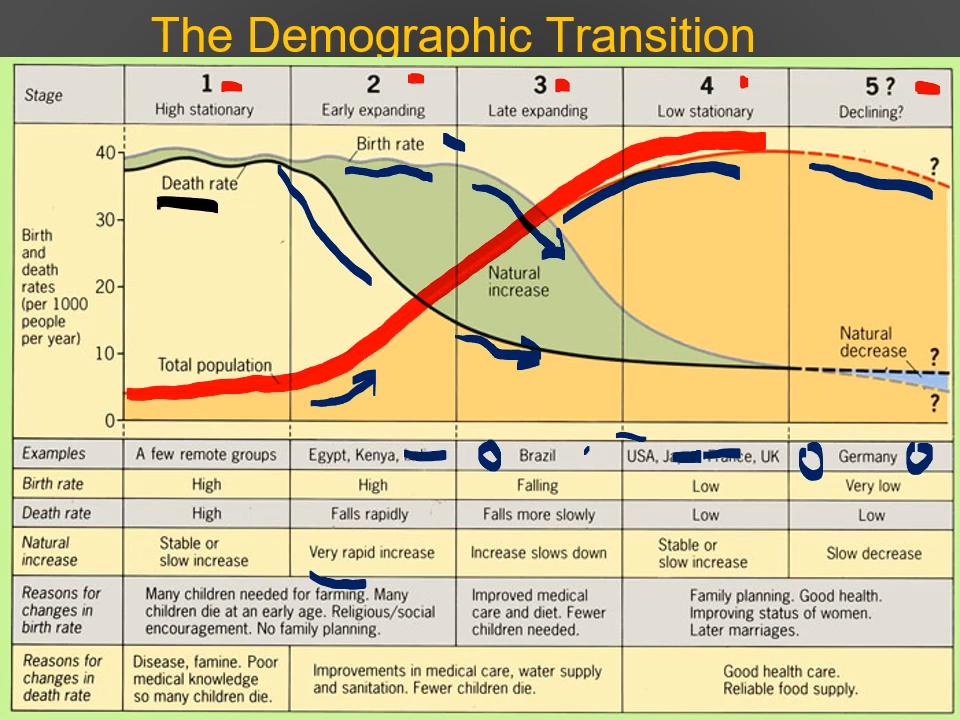 The Demographic Transition
Stage
1
High stationary
2
Early expanding
3
Late expanding
4
Low stationary
5 ?
Declining?
Birth
and
death
rates
(per 1000
people
per year)
40
30
20
10
0
Birth rate
Death rate
Natural
increase
Total population
Natural
decrease
?
?
?
Examples
A few remote groups
Egypt, Kenya,
Brazil
USA, UK
Germany
Birth rate
High
High
Falling
Low
Very low
Death rate
High
Falls rapidly
Falls more slowly
Low
Low
Natural
increase
Stable or
slow increase
Very rapid increase
Increase slows down
Stable or
slow increase
Slow decrease
Reasons for
changes in
birth rate
Many children needed for farming. Many
children die at an early age. Religious/social
encouragement. No family planning.
Improved medical
care and diet. Fewer
children needed.
Family planning. Good health.
Improving status of women.
Later marriages.
Reasons for
changes in
death rate
Disease, famine. Poor
medical knowledge
so many children die.
Improvements in medical care, water supply
and sanitation. Fewer children die.
Good health care.
Reliable food supply.